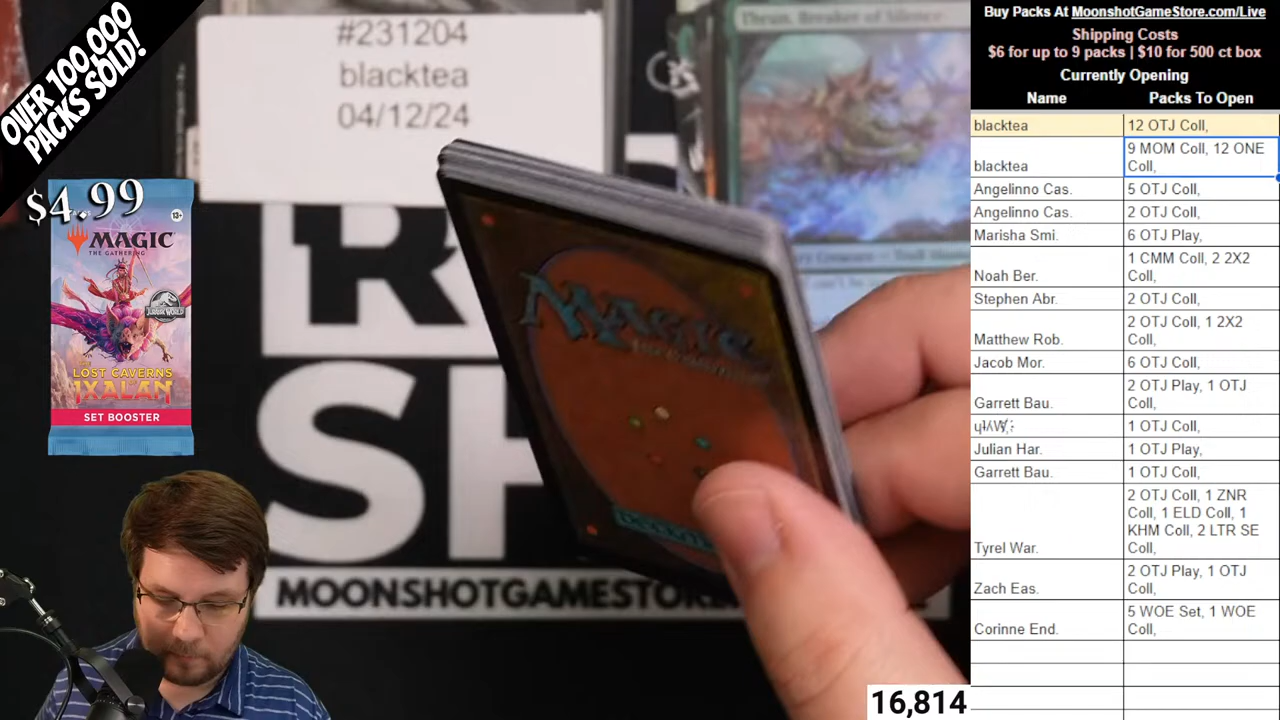 OVER 100,000
PACKS SOLD!
$4.99
13+
MAGIC
THE GATHERING
JURASSIC WORLD
LOST CAVERNS
of
IXALAN
SET BOOSTER
#231204
blacktea
04/12/24
Thrun, Breaker of Silence
MAGIC
SH
MOONSHOTGAMESTOR
Buy Packs At MoonshotGameStore.com/Live
Shipping Costs
$6 for up to 9 packs | $10 for 500 ct box
Currently Opening
Name Packs To Open
blacktea 12 OTJ Coll,
blacktea 9 MOM Coll, 12 ONE
Coll,
Angelinno Cas. 5 OTJ Coll,
Angelinno Cas. 2 OTJ Coll,
Marisha Smi. 6 OTJ Play,
Noah Ber. 1 CMM Coll, 2 2X2
Coll,
Stephen Abr. 2 OTJ Coll,
Matthew Rob. 2 OTJ Coll, 1 2X2
Coll,
Jacob Mor. 6 OTJ Coll,
Garrett Bau. 2 OTJ Play, 1 OTJ
Coll,
1 OTJ Coll,
Julian Har. 1 OTJ Play,
Garrett Bau. 1 OTJ Coll,
Tyrel War. 2 OTJ Coll, 1 ZNR
Coll, 1 ELD Coll, 1
KHM Coll, 2 LTR SE
Coll,
Zach Eas. 2 OTJ Play, 1 OTJ
Coll,
Corinne End. 5 WOE Set, 1 WOE
Coll,
16,814